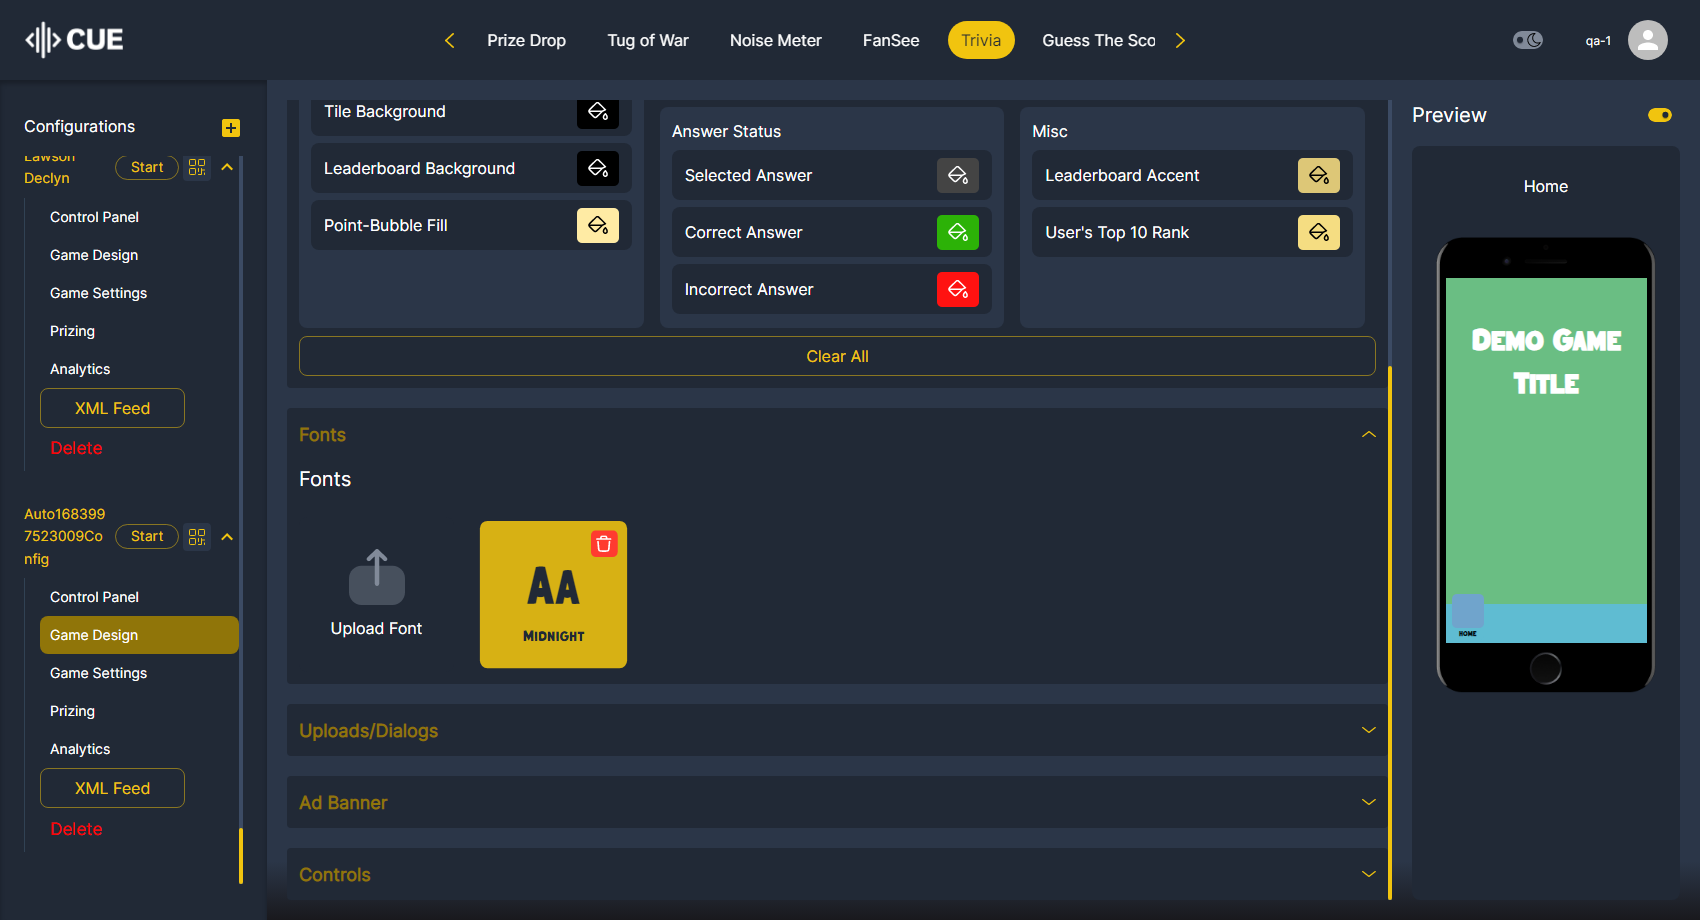 CUE
Prize Drop
Tug of War
Noise Meter
FanSee
Trivia
Guess The Sco
qa-1
Configurations
Lawson
Declyn
Start
Control Panel
Game Design
Game Settings
Prizing
Analytics
XML Feed
Delete
Auto168399
7523009Co
nfig
Start
Control Panel
Game Design
Game Settings
Prizing
Analytics
XML Feed
Delete
Tile Background
Leaderboard Background
Point-Bubble Fill
Answer Status
Selected Answer
Correct Answer
Incorrect Answer
Misc
Leaderboard Accent
User's Top 10 Rank
Clear All
Fonts
Fonts
Upload Font
AA
Midnight
Uploads/Dialogs
Ad Banner
Controls
Preview
Home
Demo Game
Title
HOME